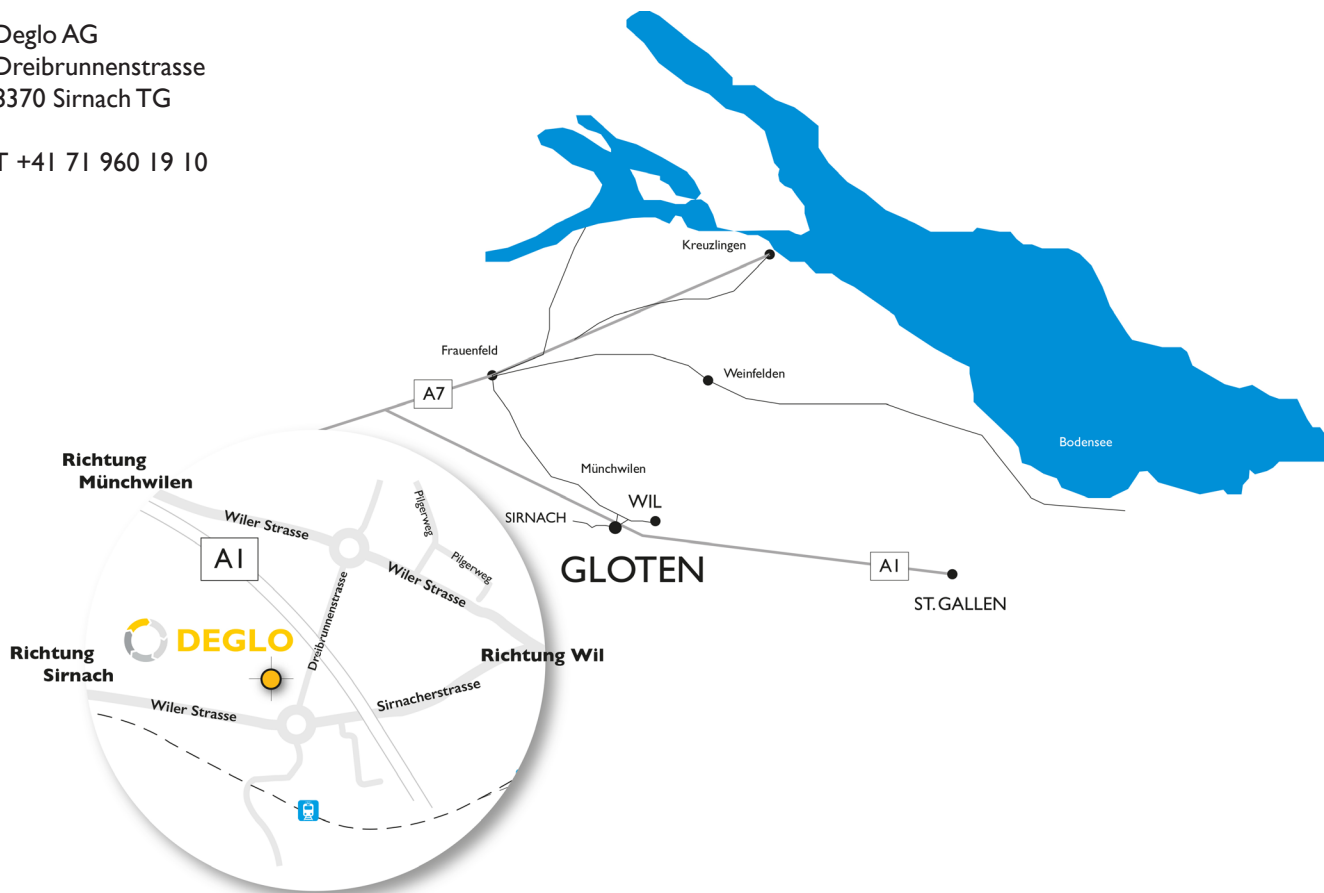 Deglo AG
Dreibrunnenstrasse
8370 Sirnach TG
T +41 71 960 19 10
Kreuzlingen
Frauenfeld
A7
Weinfelden
Bodensee
Münchwilen
WIL
SIRNACH
GLOTEN
A1
ST. GALLEN
Richtung
Münchwilen
Wiler Strasse
A1
Pilgerweg
Pilgerweg
Wiler Strasse
Dreibrunnenstrasse
DEGLO
Richtung
Sirnach
Richtung Wil
Wiler Strasse
Sirnacherstrasse